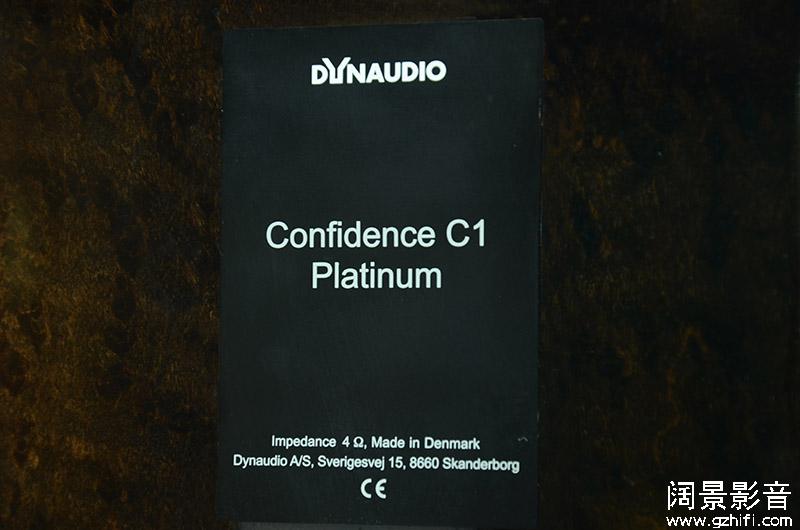 DYNAUDIO
Confidence C1
Platinum
Impedance 4 Ω, Made in Denmark
Dynaudio A/S, Sverigesvej 15, 8660 Skanderborg
CE
阔景影音
www.gzhifi.com